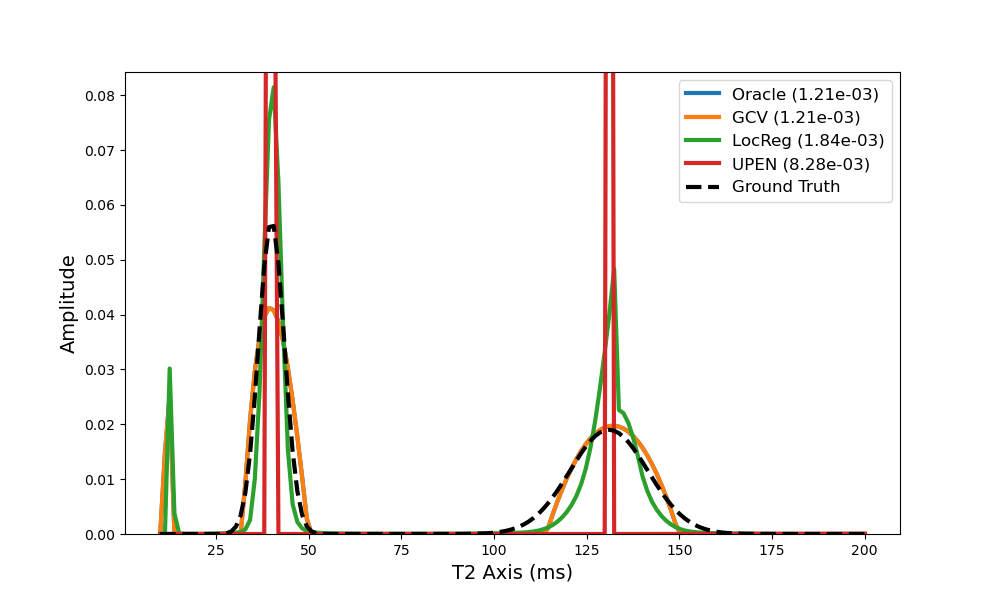 Oracle (1.21e-03)
GCV (1.21e-03)
LocReg (1.84e-03)
UPEN (8.28e-03)
Ground Truth
Amplitude
0.08
0.07
0.06
0.05
0.04
0.03
0.02
0.01
0.00
25 50 75 100 125 150 175 200
T2 Axis (ms)